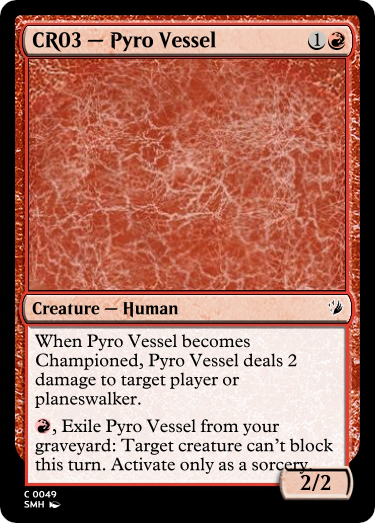 CR03 — Pyro Vessel 1
Creature — Human
When Pyro Vessel becomes
Championed, Pyro Vessel deals 2
damage to target player or
planeswalker.
, Exile Pyro Vessel from your
graveyard: Target creature can't block
this turn. Activate only as a sorcery.
2/2
C 0049
SMH